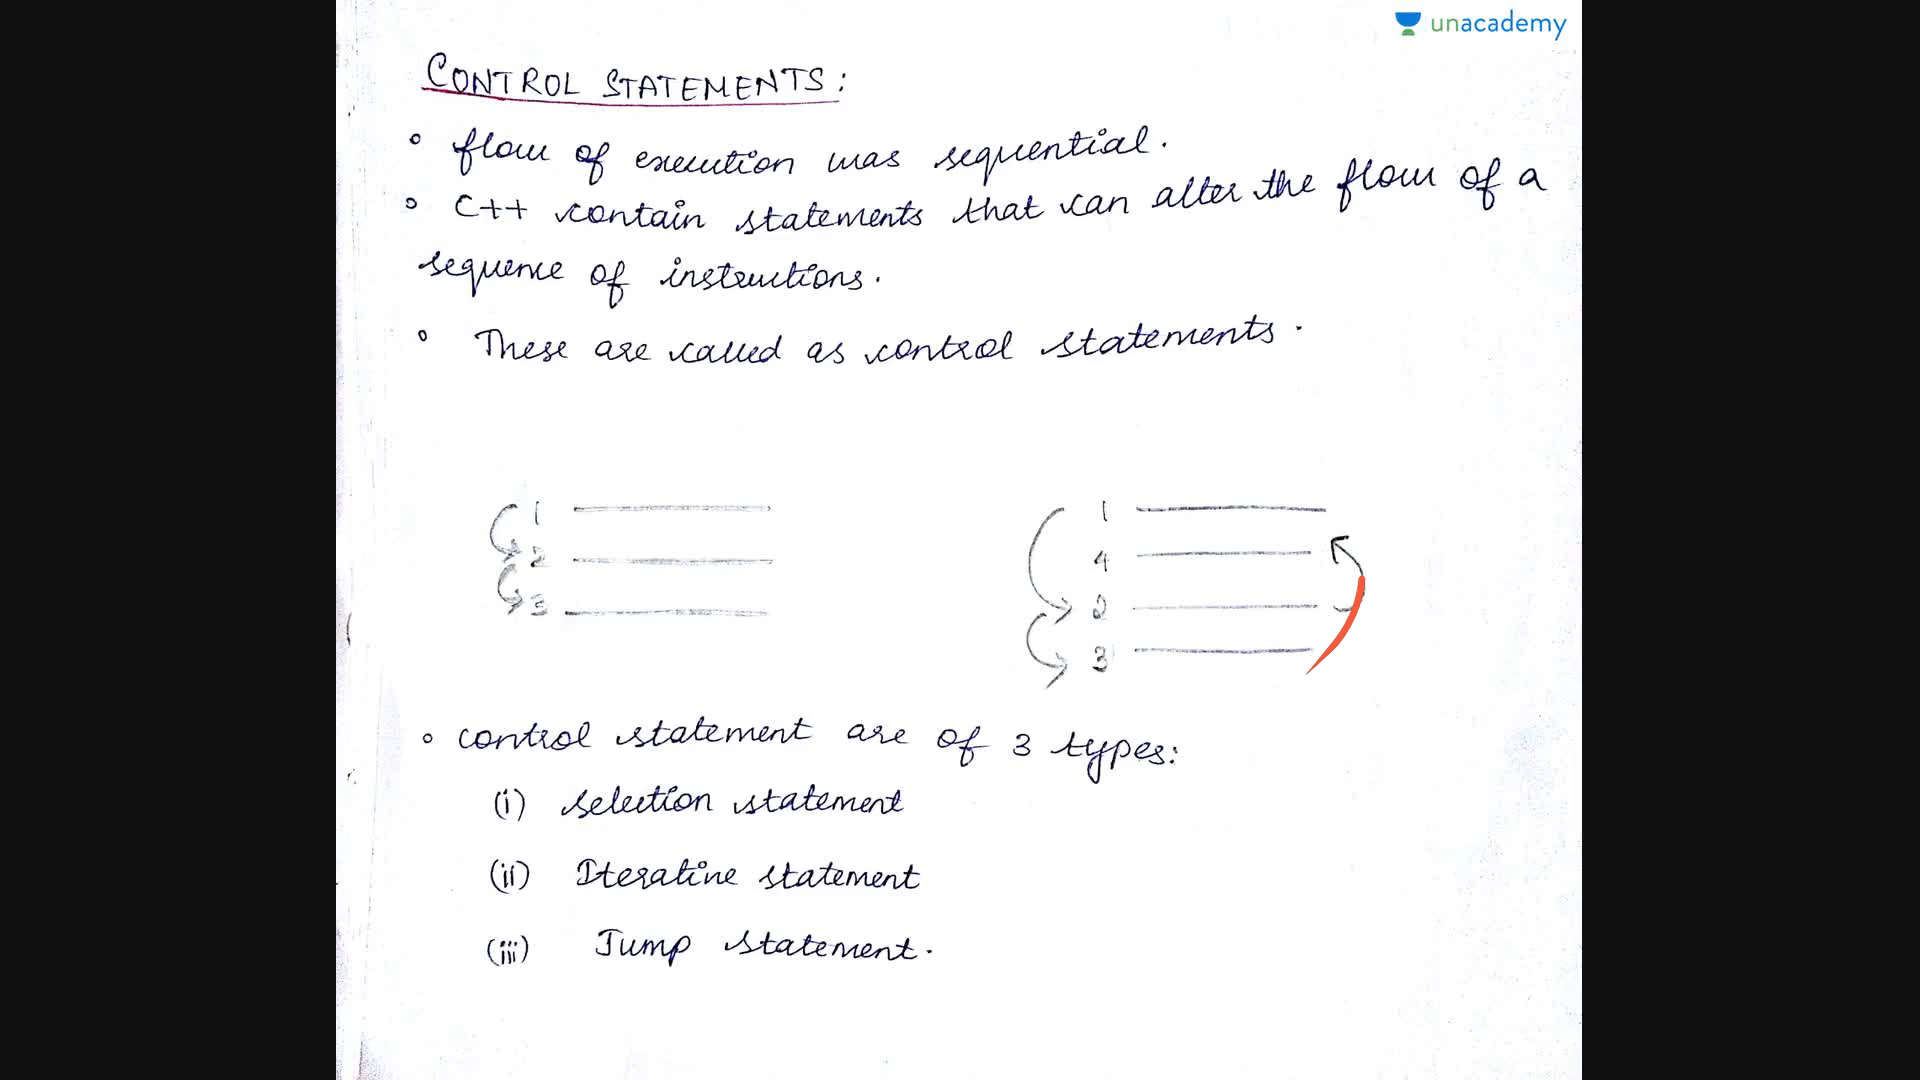 unacademy
CONTROL STATEMENTS:
° flow of execution was sequential.
° C++ contain statements that can alter the flow of a
sequence of instructions.
° These are called as control statements.
1
2
3
1
4
2
3
° control statement are of 3 types:
(i) selection statement
(ii) Iterative statement
(iii) Jump statement.